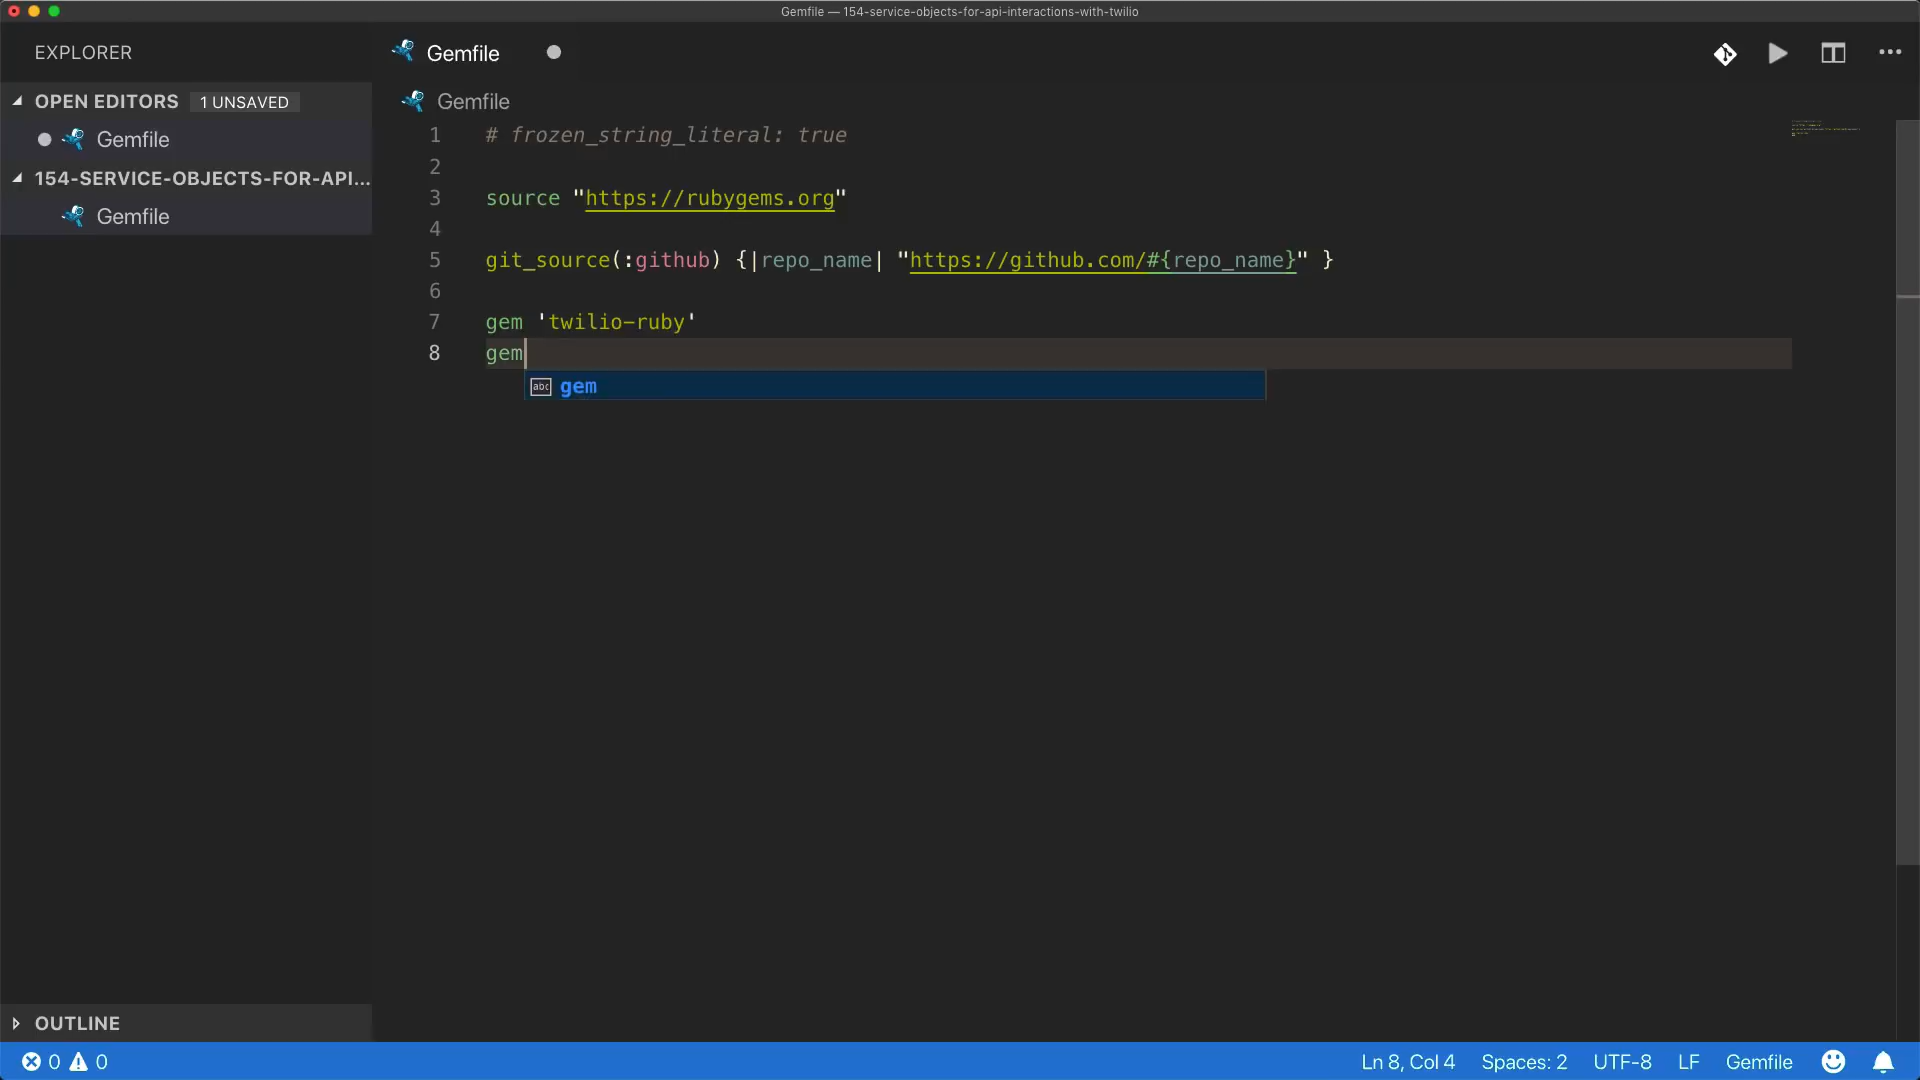 Gemfile — 154-service-objects-for-api-interactions-with-twilio
EXPLORER
OPEN EDITORS 1 UNSAVED
Gemfile
154-SERVICE-OBJECTS-FOR-API...
Gemfile
OUTLINE
Gemfile
Gemfile
1 # frozen_string_literal: true
2
3 source "https://rubygems.org"
4
5 git_source(:github) {|repo_name| "https://github.com/#{repo_name}" }
6
7 gem 'twilio-ruby'
8 gem
abc gem
0 0
Ln 8, Col 4 Spaces: 2 UTF-8 LF Gemfile